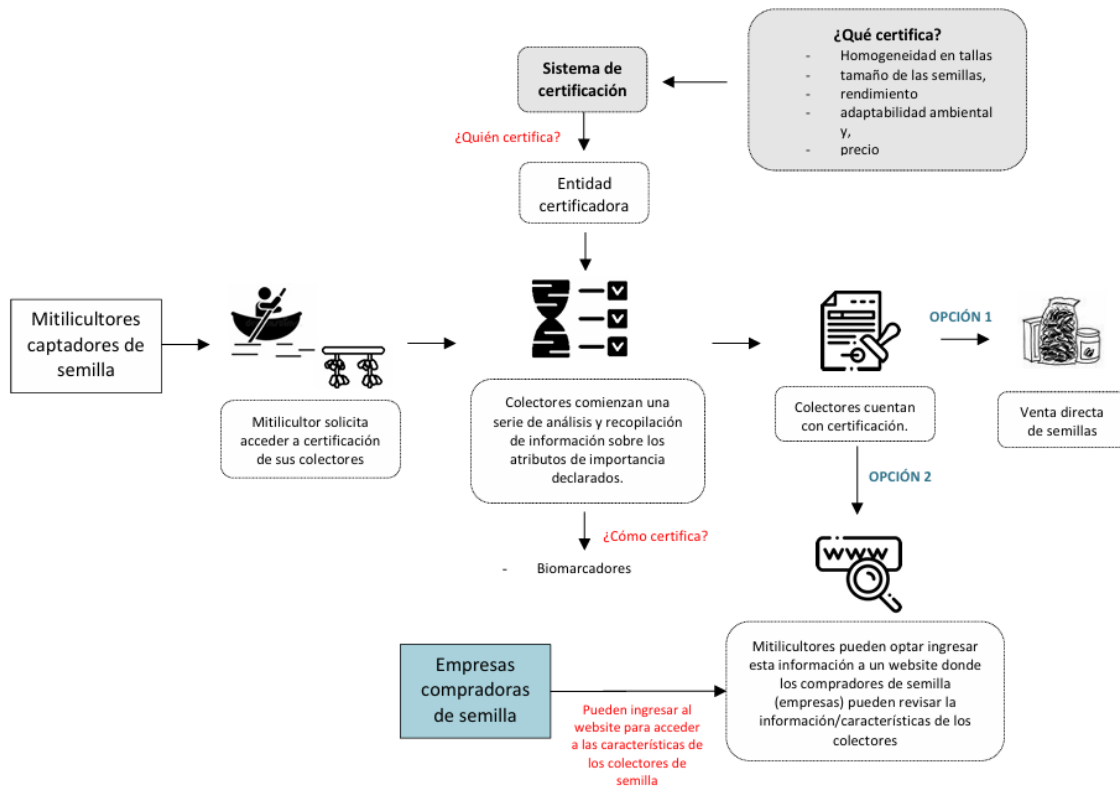 ¿Qué certifica?
- Homogeneidad en tallas
- tamaño de las semillas,
- rendimiento
- adaptabilidad ambiental
y,
- precio
Sistema de
certificación
¿Quién certifica?
Entidad
certificadora
Mitilicultores
captadores de
semilla
Mitilicultor solicita
acceder a certificación
de sus colectores
Colectores comienzan una
serie de análisis y recopilación
de información sobre los
atributos de importancia
declarados.
¿Cómo certifica?
- Biomarcadores
Colectores cuentan
con certificación.
OPCIÓN 1
Venta directa
de semillas
OPCIÓN 2
www
Mitilicultores pueden optar ingresar
esta información a un website donde
los compradores de semilla
(empresas) pueden revisar la
información/características de los
colectores
Empresas
compradoras
de semilla
Pueden ingresar al
website para acceder
a las características de
los colectores de
semilla